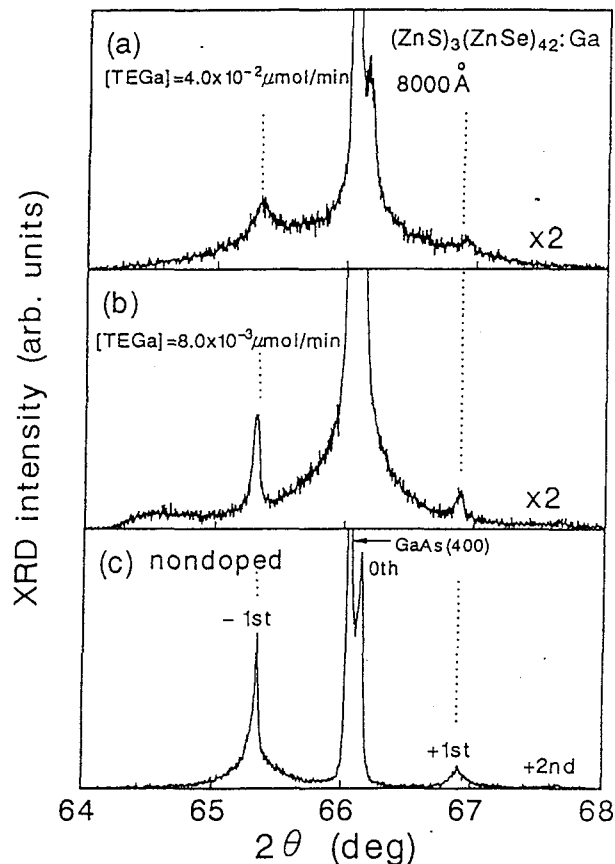 (a)
(ZnS)₃(ZnSe)₄₂:Ga
[TEGa]=4.0x10⁻²μmol/min
8000Å
x2
(b)
[TEGa]=8.0x10⁻³μmol/min
x2
(c) nondoped
GaAs(400)
0th
- 1st
+1st
+2nd
64 65 66 67 68
2θ (deg)
XRD intensity (arb. units)